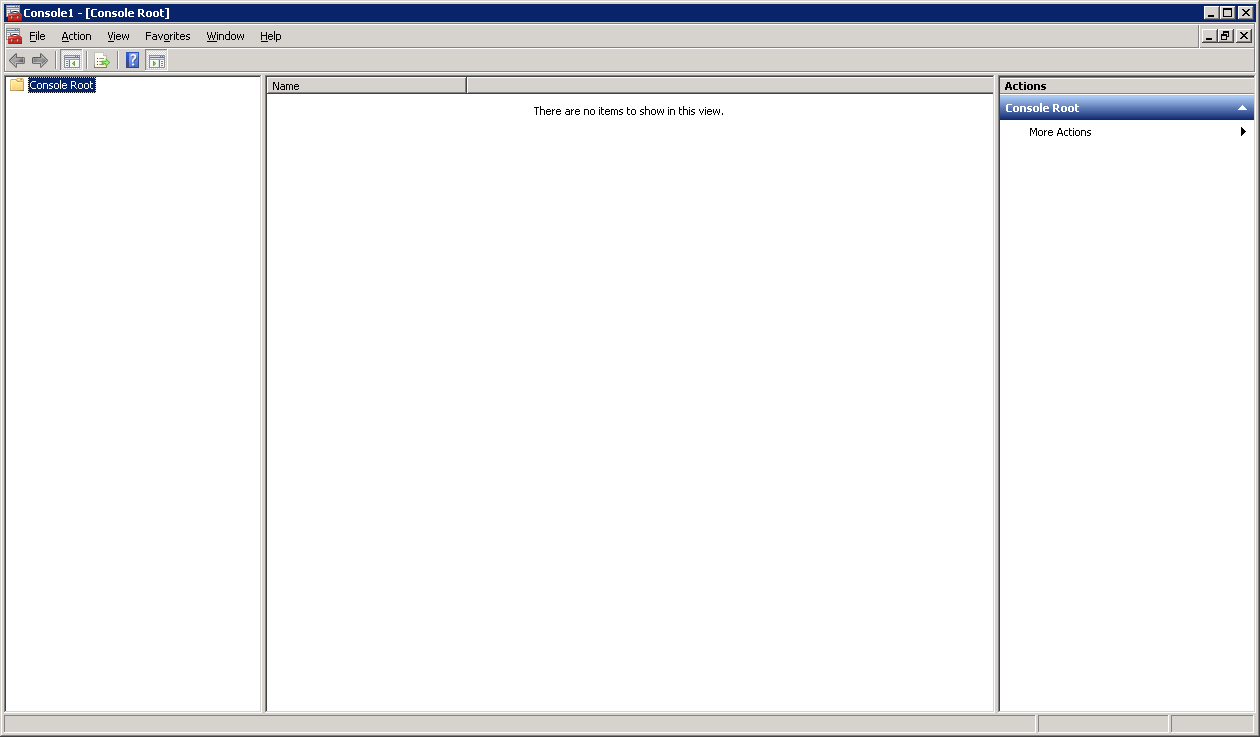 Console1 - [Console Root]
File Action View Favorites Window Help
Console Root
Name
There are no items to show in this view.
Actions
Console Root
More Actions